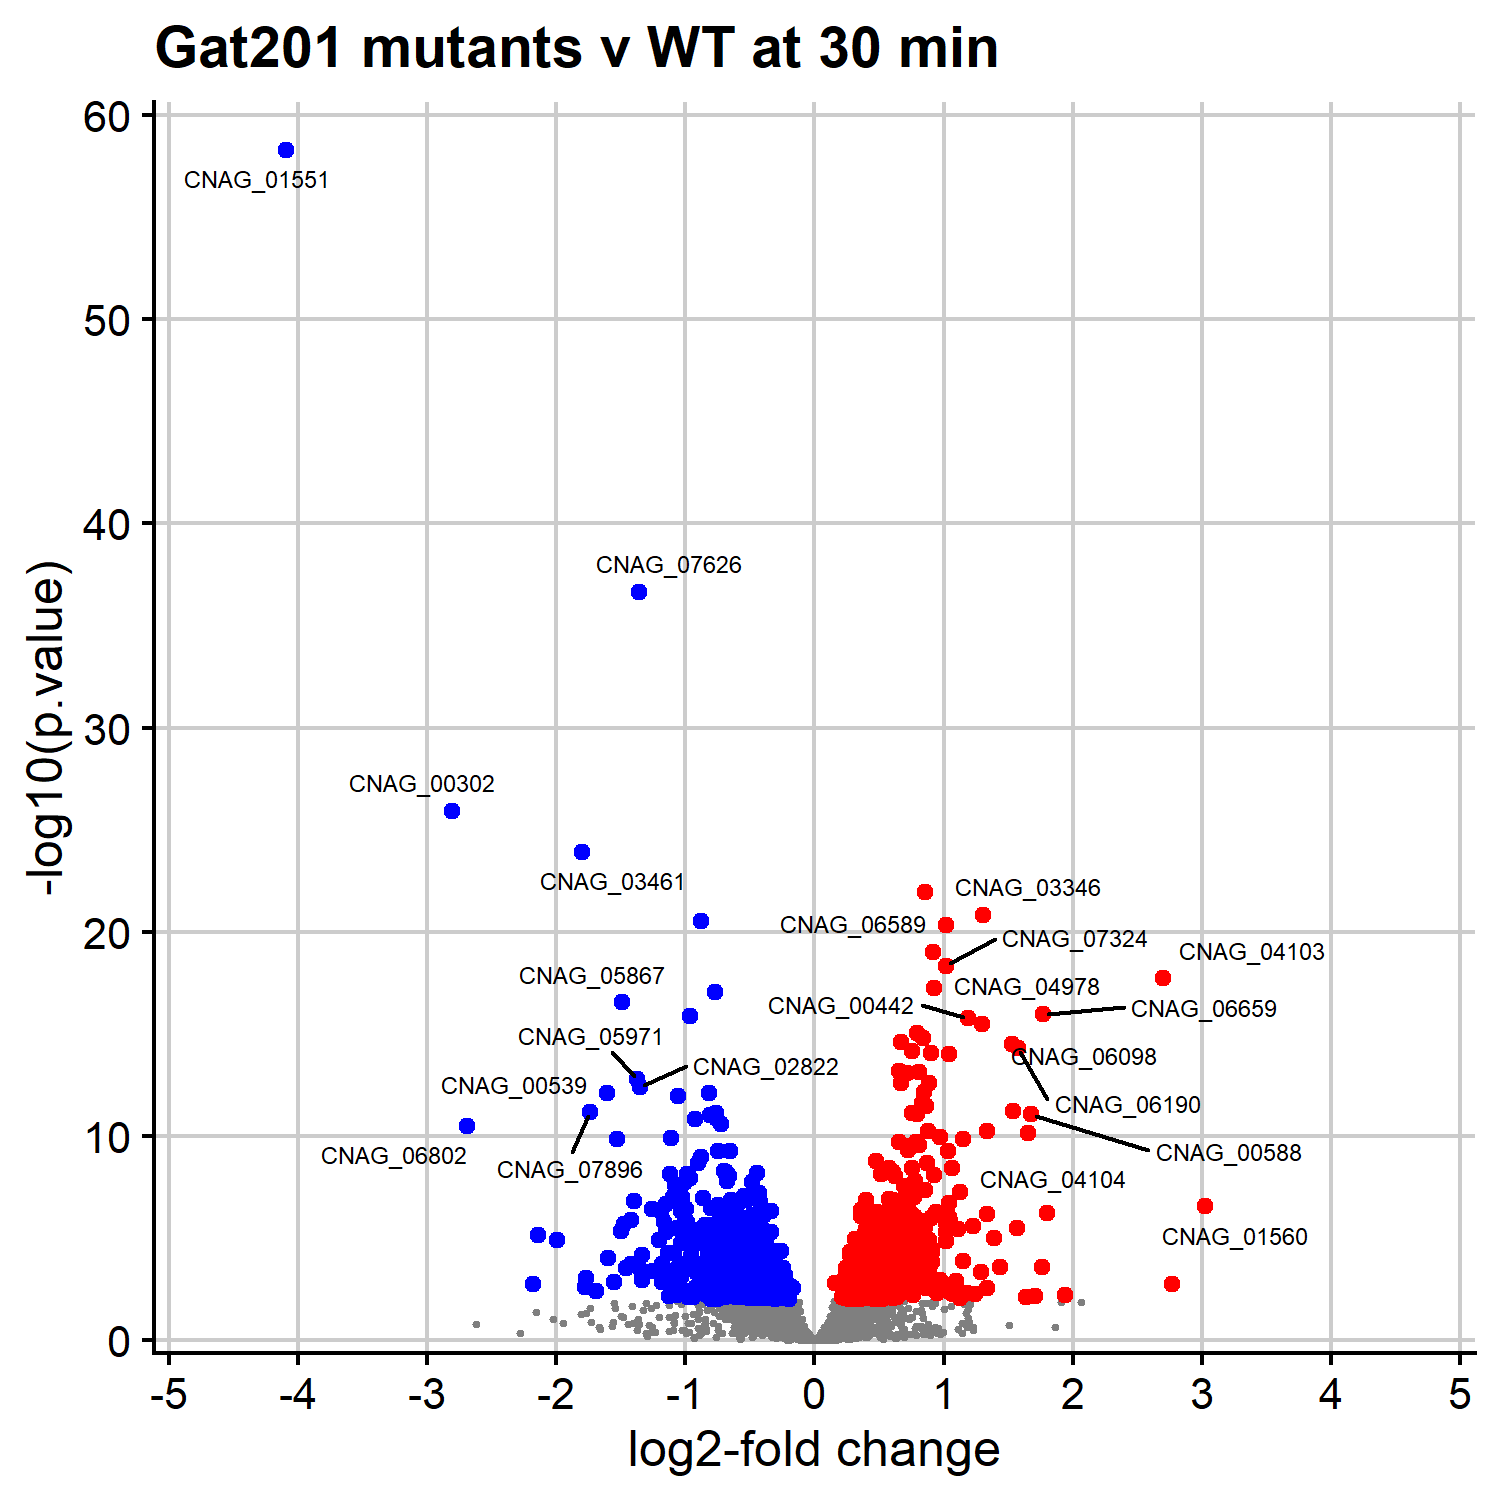 Gat201 mutants v WT at 30 min
60
CNAG_01551
50
40
CNAG_07626
-log10(p.value)
30
CNAG_00302
CNAG_03461
CNAG_03346
20
CNAG_06589
CNAG_07324
CNAG_04103
CNAG_05867
CNAG_04978
CNAG_00442
CNAG_06659
CNAG_05971
CNAG_06098
CNAG_02822
CNAG_00539
CNAG_06190
10
CNAG_06802
CNAG_00588
CNAG_07896
CNAG_04104
CNAG_01560
0
-5 -4 -3 -2 -1 0 1 2 3 4 5
log2-fold change